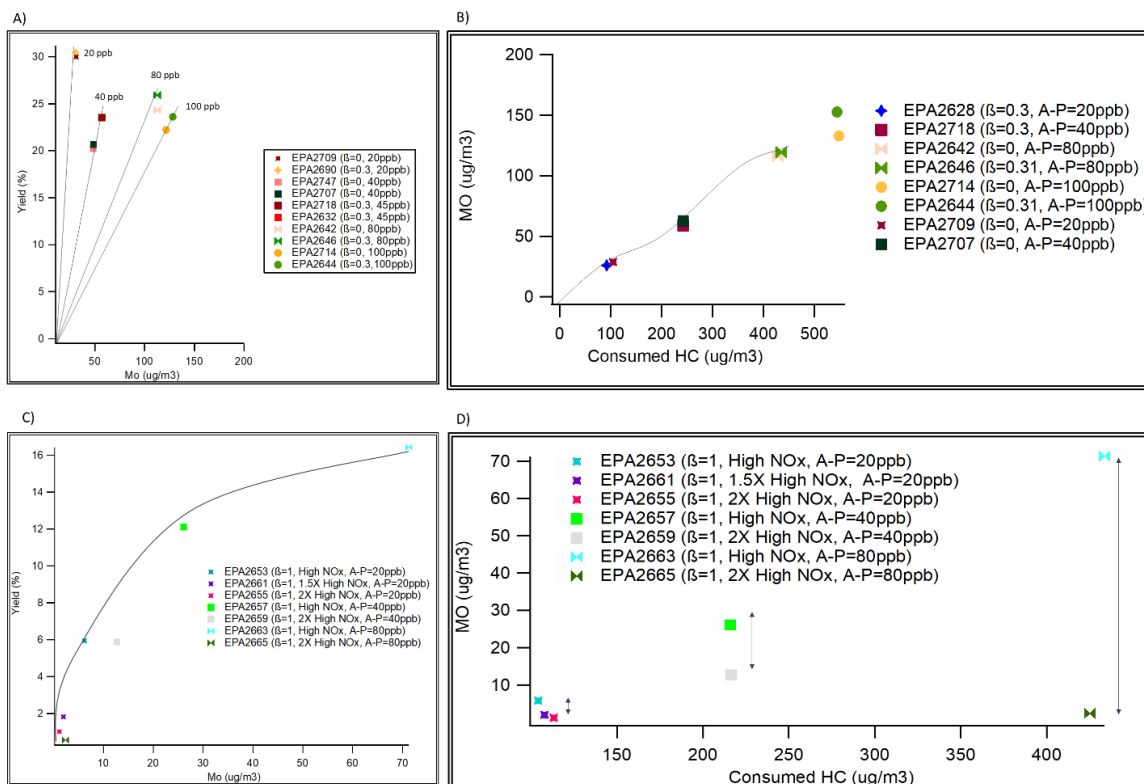 A)
30
25
20
15
10
5
0
Yield (%)
20 ppb
40 ppb
80 ppb
100 ppb
EPA2709 (ß=0, 20ppb)
EPA2690 (ß=0.3, 20ppb)
EPA2747 (ß=0, 40ppb)
EPA2707 (ß=0, 40ppb)
EPA2718 (ß=0.3, 45ppb)
EPA2632 (ß=0.3, 45ppb)
EPA2642 (ß=0, 80ppb)
EPA2646 (ß=0.3, 80ppb)
EPA2714 (ß=0, 100ppb)
EPA2644 (ß=0.3,100ppb)
50 100 150 200
Mo (ug/m3)
B)
200
150
100
50
0
MO (ug/m3)
EPA2628 (ß=0.3, A-P=20ppb)
EPA2718 (ß=0.3, A-P=40ppb)
EPA2642 (ß=0, A-P=80ppb)
EPA2646 (ß=0.31, A-P=80ppb)
EPA2714 (ß=0, A-P=100ppb)
EPA2644 (ß=0.31, A-P=100ppb)
EPA2709 (ß=0, A-P=20ppb)
EPA2707 (ß=0, A-P=40ppb)
0 100 200 300 400 500
Consumed HC (ug/m3)
C)
16
14
12
10
8
6
4
2
Yield (%)
EPA2653 (ß=1, High NOx, A-P=20ppb)
EPA2661 (ß=1, 1.5X High NOx, A-P=20ppb)
EPA2655 (ß=1, 2X High NOx, A-P=20ppb)
EPA2657 (ß=1, High NOx, A-P=40ppb)
EPA2659 (ß=1, 2X High NOx, A-P=40ppb)
EPA2663 (ß=1, High NOx, A-P=80ppb)
EPA2665 (ß=1, 2X High NOx, A-P=80ppb)
0 10 20 30 40 50 60 70
Mo (ug/m3)
D)
70
60
50
40
30
20
10
MO (ug/m3)
EPA2653 (ß=1, High NOx, A-P=20ppb)
EPA2661 (ß=1, 1.5X High NOx, A-P=20ppb)
EPA2655 (ß=1, 2X High NOx, A-P=20ppb)
EPA2657 (ß=1, High NOx, A-P=40ppb)
EPA2659 (ß=1, 2X High NOx, A-P=40ppb)
EPA2663 (ß=1, High NOx, A-P=80ppb)
EPA2665 (ß=1, 2X High NOx, A-P=80ppb)
150 200 250 300 350 400
Consumed HC (ug/m3)